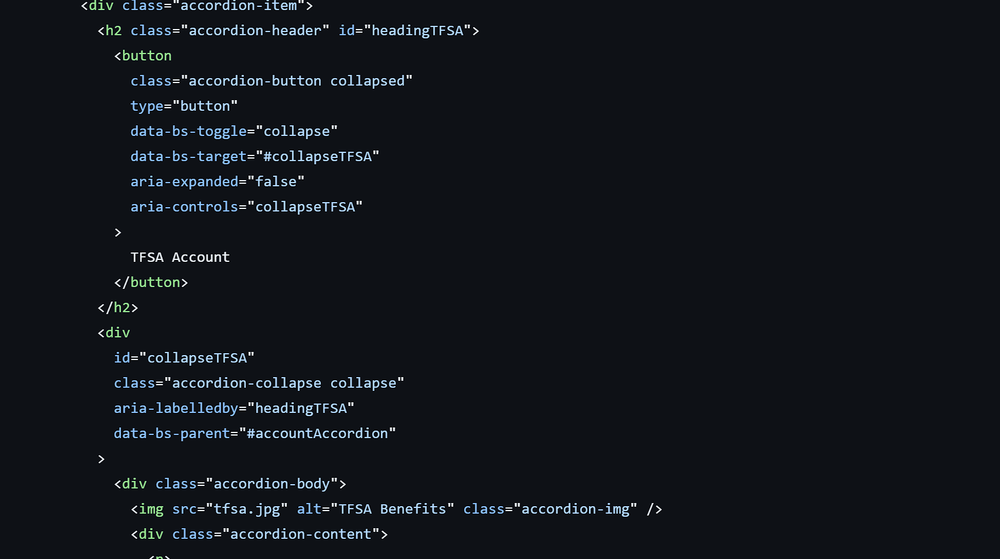 <div class="accordion-item">
<h2 class="accordion-header" id="headingTFSA">
<button
class="accordion-button collapsed"
type="button"
data-bs-toggle="collapse"
data-bs-target="#collapseTFSA"
aria-expanded="false"
aria-controls="collapseTFSA"
>
TFSA Account
</button>
</h2>
<div
id="collapseTFSA"
class="accordion-collapse collapse"
aria-labelledby="headingTFSA"
data-bs-parent="#accountAccordion"
>
<div class="accordion-body">
<img src="tfsa.jpg" alt="TFSA Benefits" class="accordion-img" />
<div class="accordion-content">
<p>